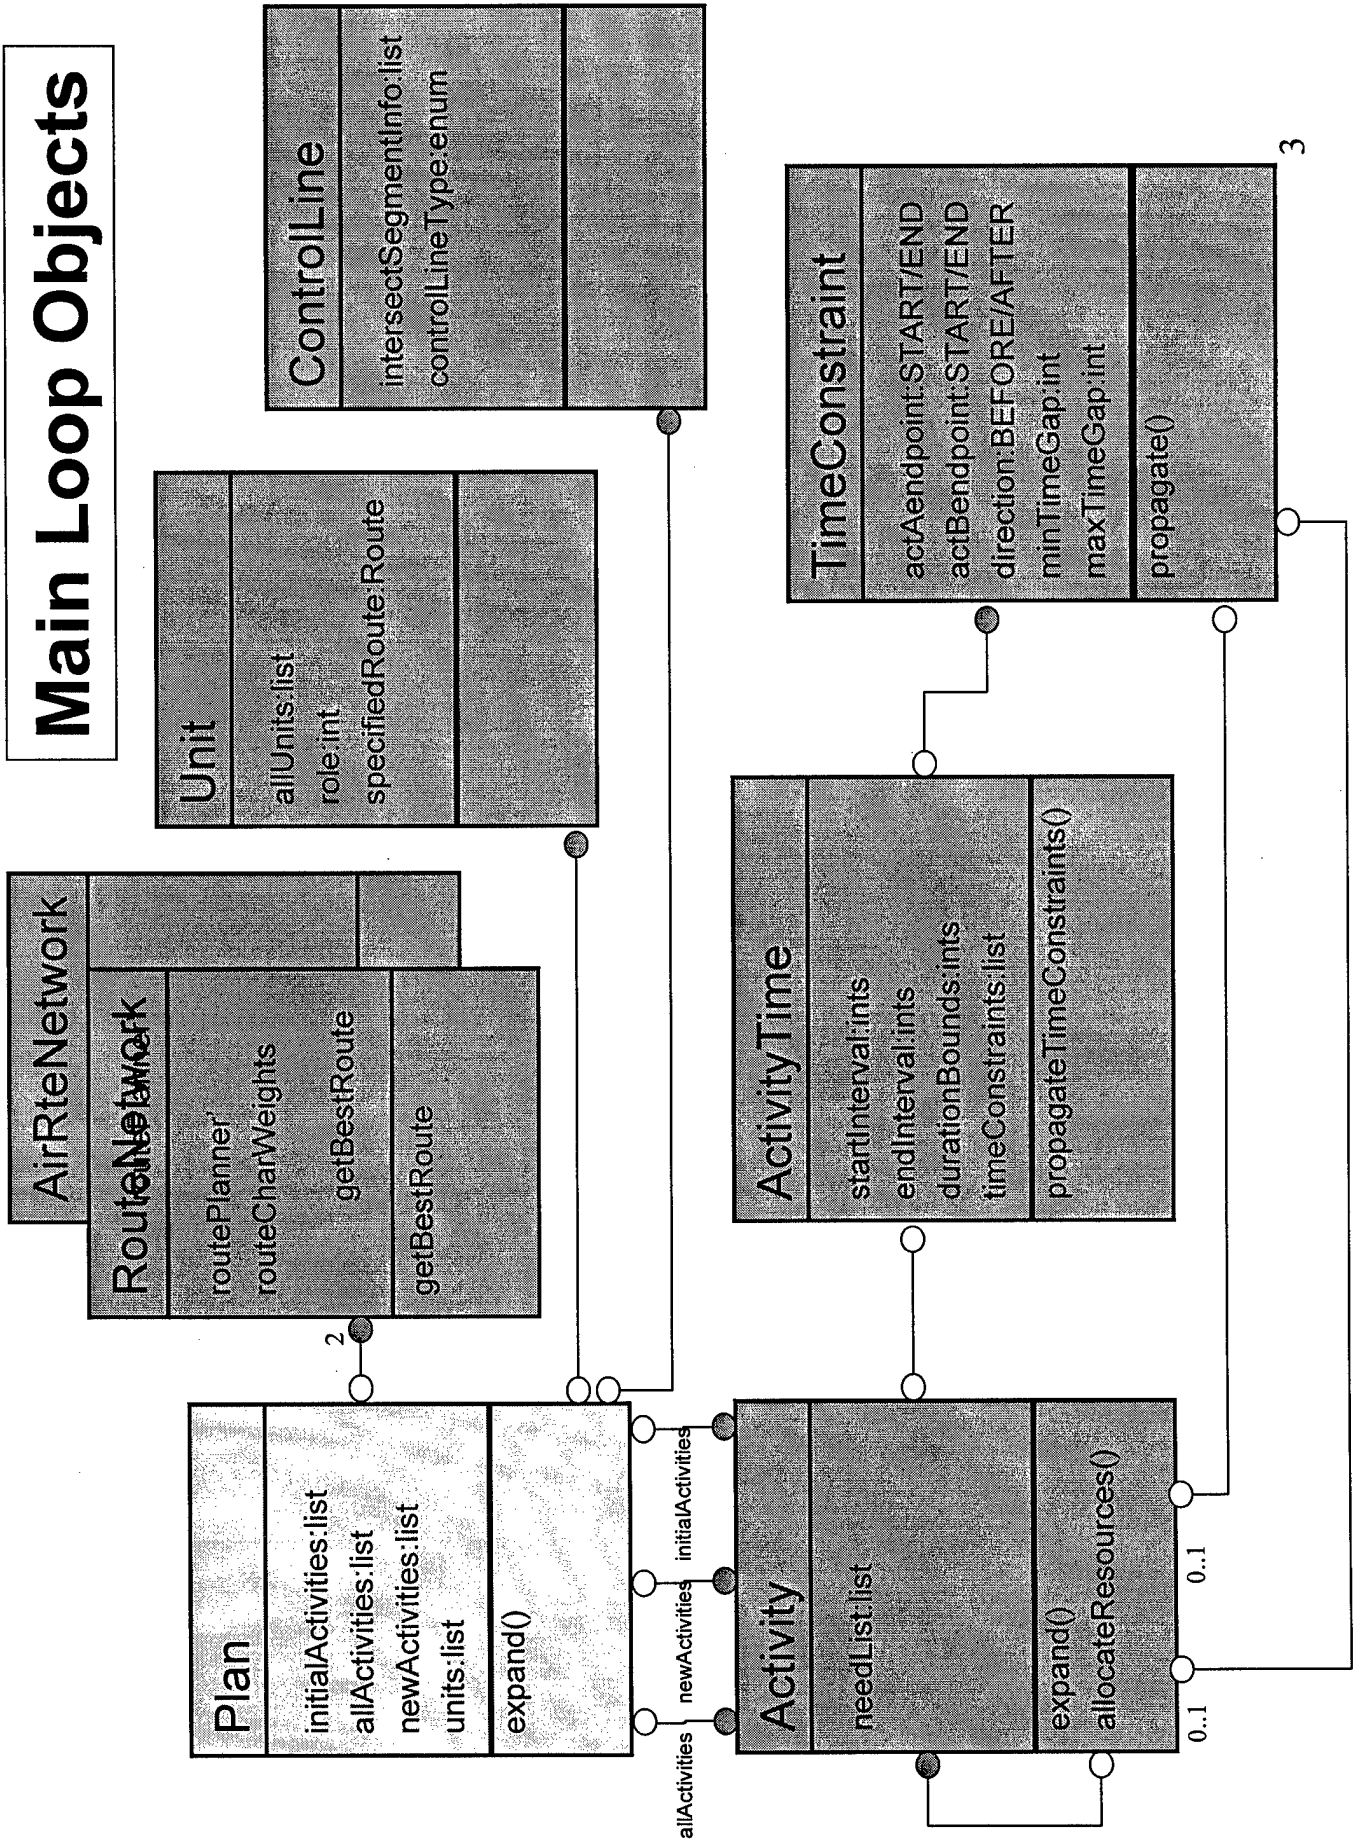 Main Loop Objects
Plan
initialActivities:list
allActivities:list
newActivities:list
units:list
expand()
AirRteNetwork
RouteNetwork
routePlanner'
routeCharWeights
getBestRoute
getBestRoute
2
Unit
allUnits:list
role:int
specifiedRoute:Route
ControlLine
intersectSegmentInfo:list
controlLineType:enum
allActivities
newActivities
initialActivities
Activity
needList:list
expand()
allocateResources()
0..1
0..1
ActivityTime
startInterval:ints
endInterval:ints
durationBounds:ints
timeConstraints:list
propagateTimeConstraints()
TimeConstraint
actAendpoint:START/END
actBendpoint:START/END
direction:BEFORE/AFTER
minTimeGap:int
maxTimeGap:int
propagate()
3